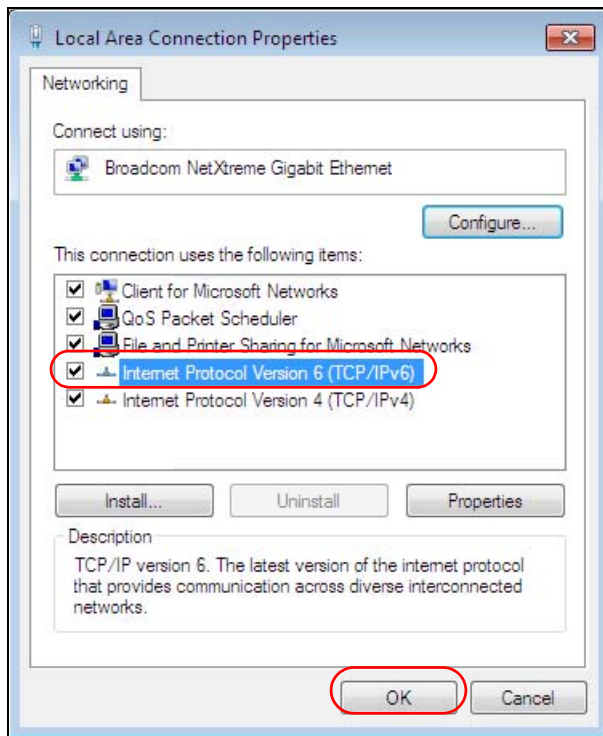 Local Area Connection Properties
Networking
Connect using:
Broadcom NetXtreme Gigabit Ethernet
Configure...
This connection uses the following items:
Client for Microsoft Networks
QoS Packet Scheduler
File and Printer Sharing for Microsoft Networks
Internet Protocol Version 6 (TCP/IPv6)
Internet Protocol Version 4 (TCP/IPv4)
Install...
Uninstall
Properties
Description
TCP/IP version 6. The latest version of the internet protocol
that provides communication across diverse interconnected
networks.
OK
Cancel